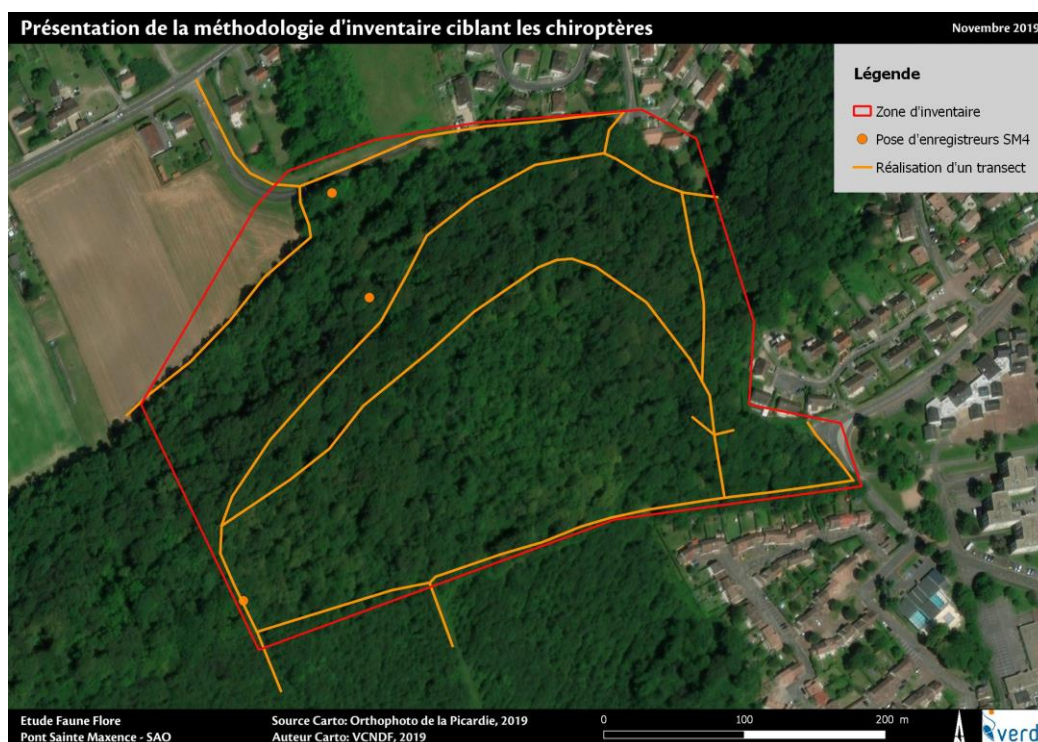 Présentation de la méthodologie d'inventaire ciblant les chiroptères
Novembre 2019
Légende
Zone d'inventaire
Pose d'enregistreurs SM4
Réalisation d'un transect
Etude Faune Flore
Pont Sainte Maxence - SAO
Source Carto: Orthophoto de la Picardie, 2019
Auteur Carto: VCNDF, 2019
0 100 200 m
verd